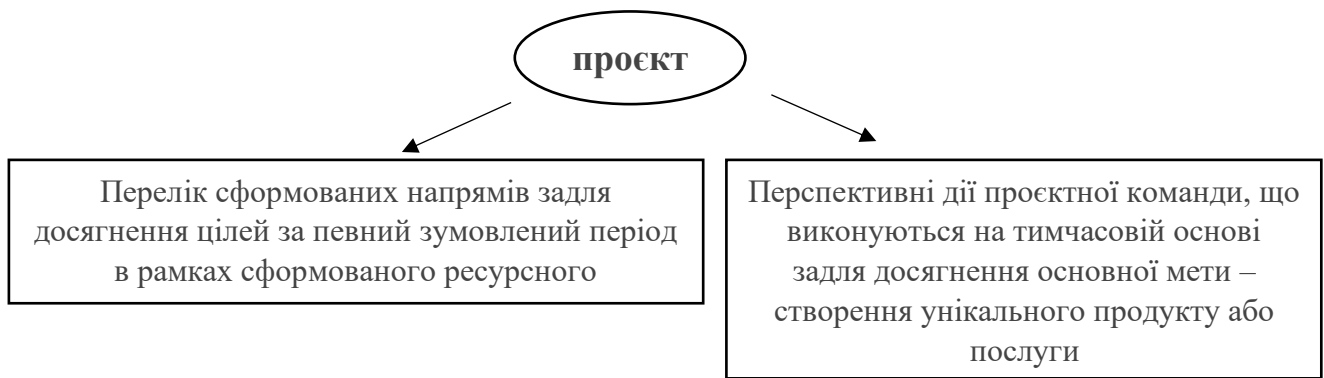 проєкт
Перелік сформованих напрямів задля
досягнення цілей за певний зумовлений період
в рамках сформованого ресурсного
Перспективні дії проєктної команди, що
виконуються на тимчасовій основі
задля досягнення основної мети –
створення унікального продукту або
послуги